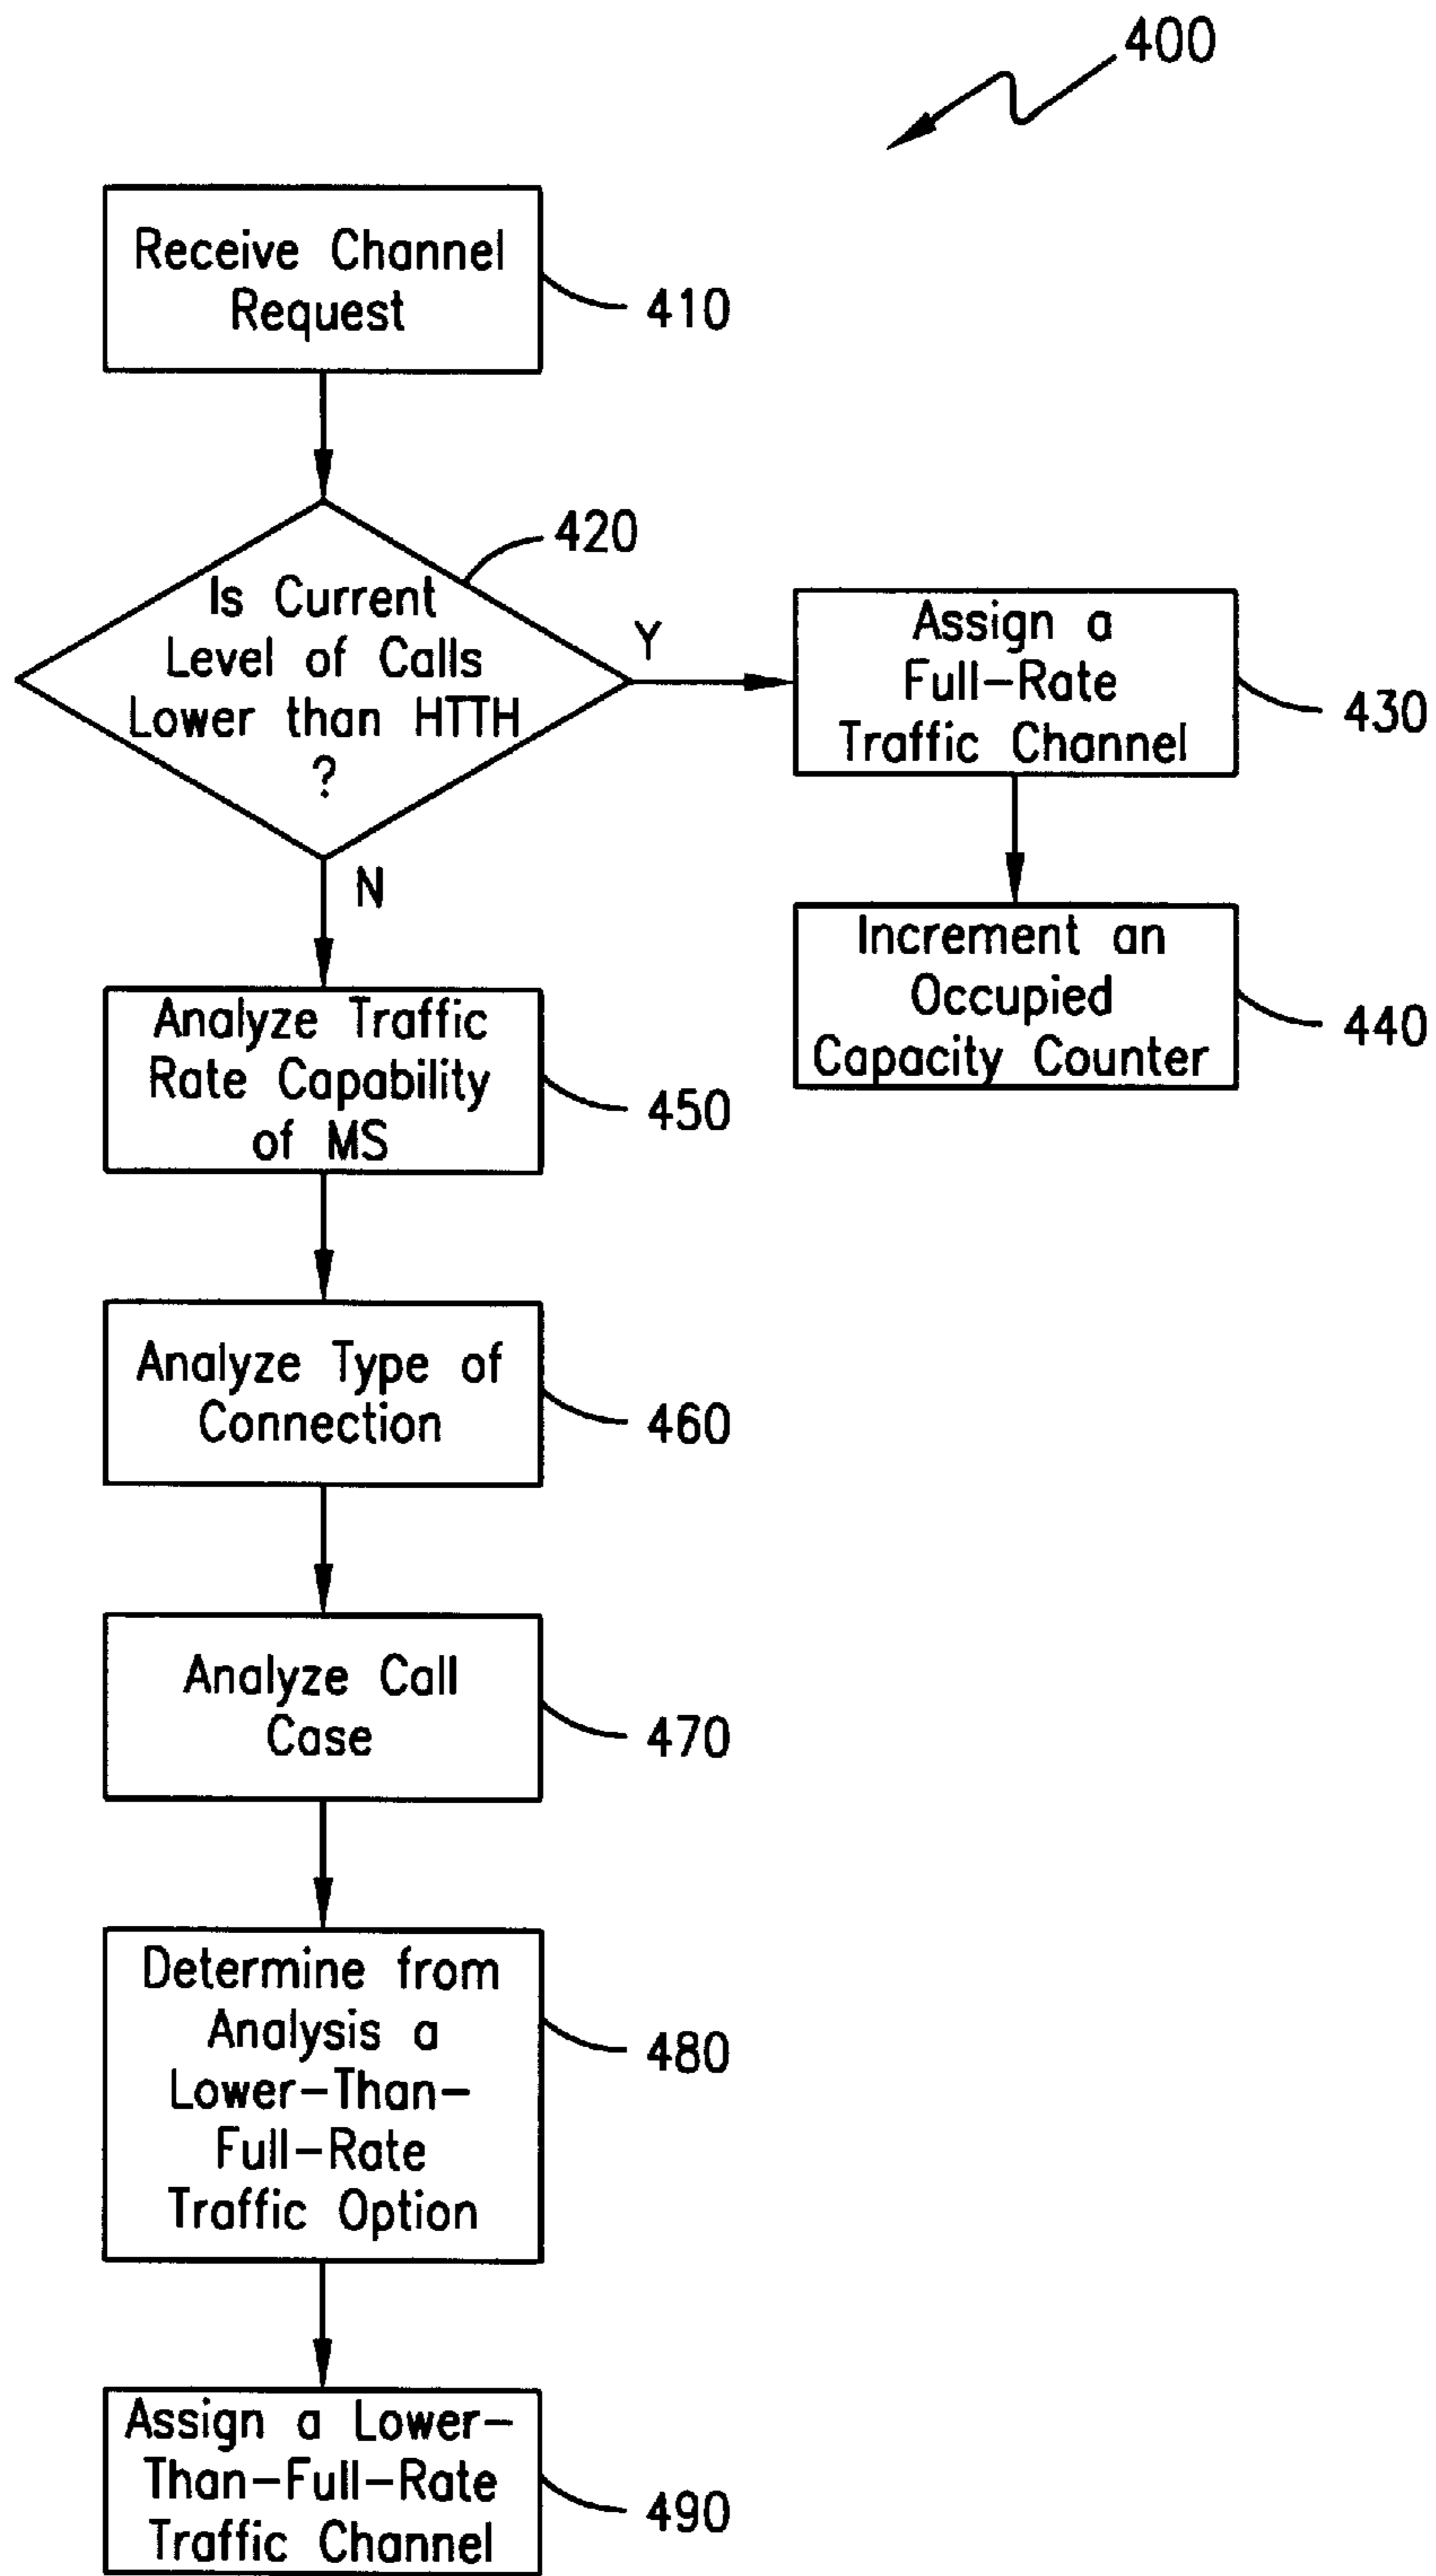 400
Receive Channel
Request
410
420
Is Current
Level of Calls
Lower than HTTH
?
Y
N
Assign a
Full-Rate
Traffic Channel
430
Increment an
Occupied
Capacity Counter
440
Analyze Traffic
Rate Capability
of MS
450
Analyze Type of
Connection
460
Analyze Call
Case
470
Determine from
Analysis a
Lower-Than-
Full-Rate
Traffic Option
480
Assign a Lower-
Than-Full-Rate
Traffic Channel
490